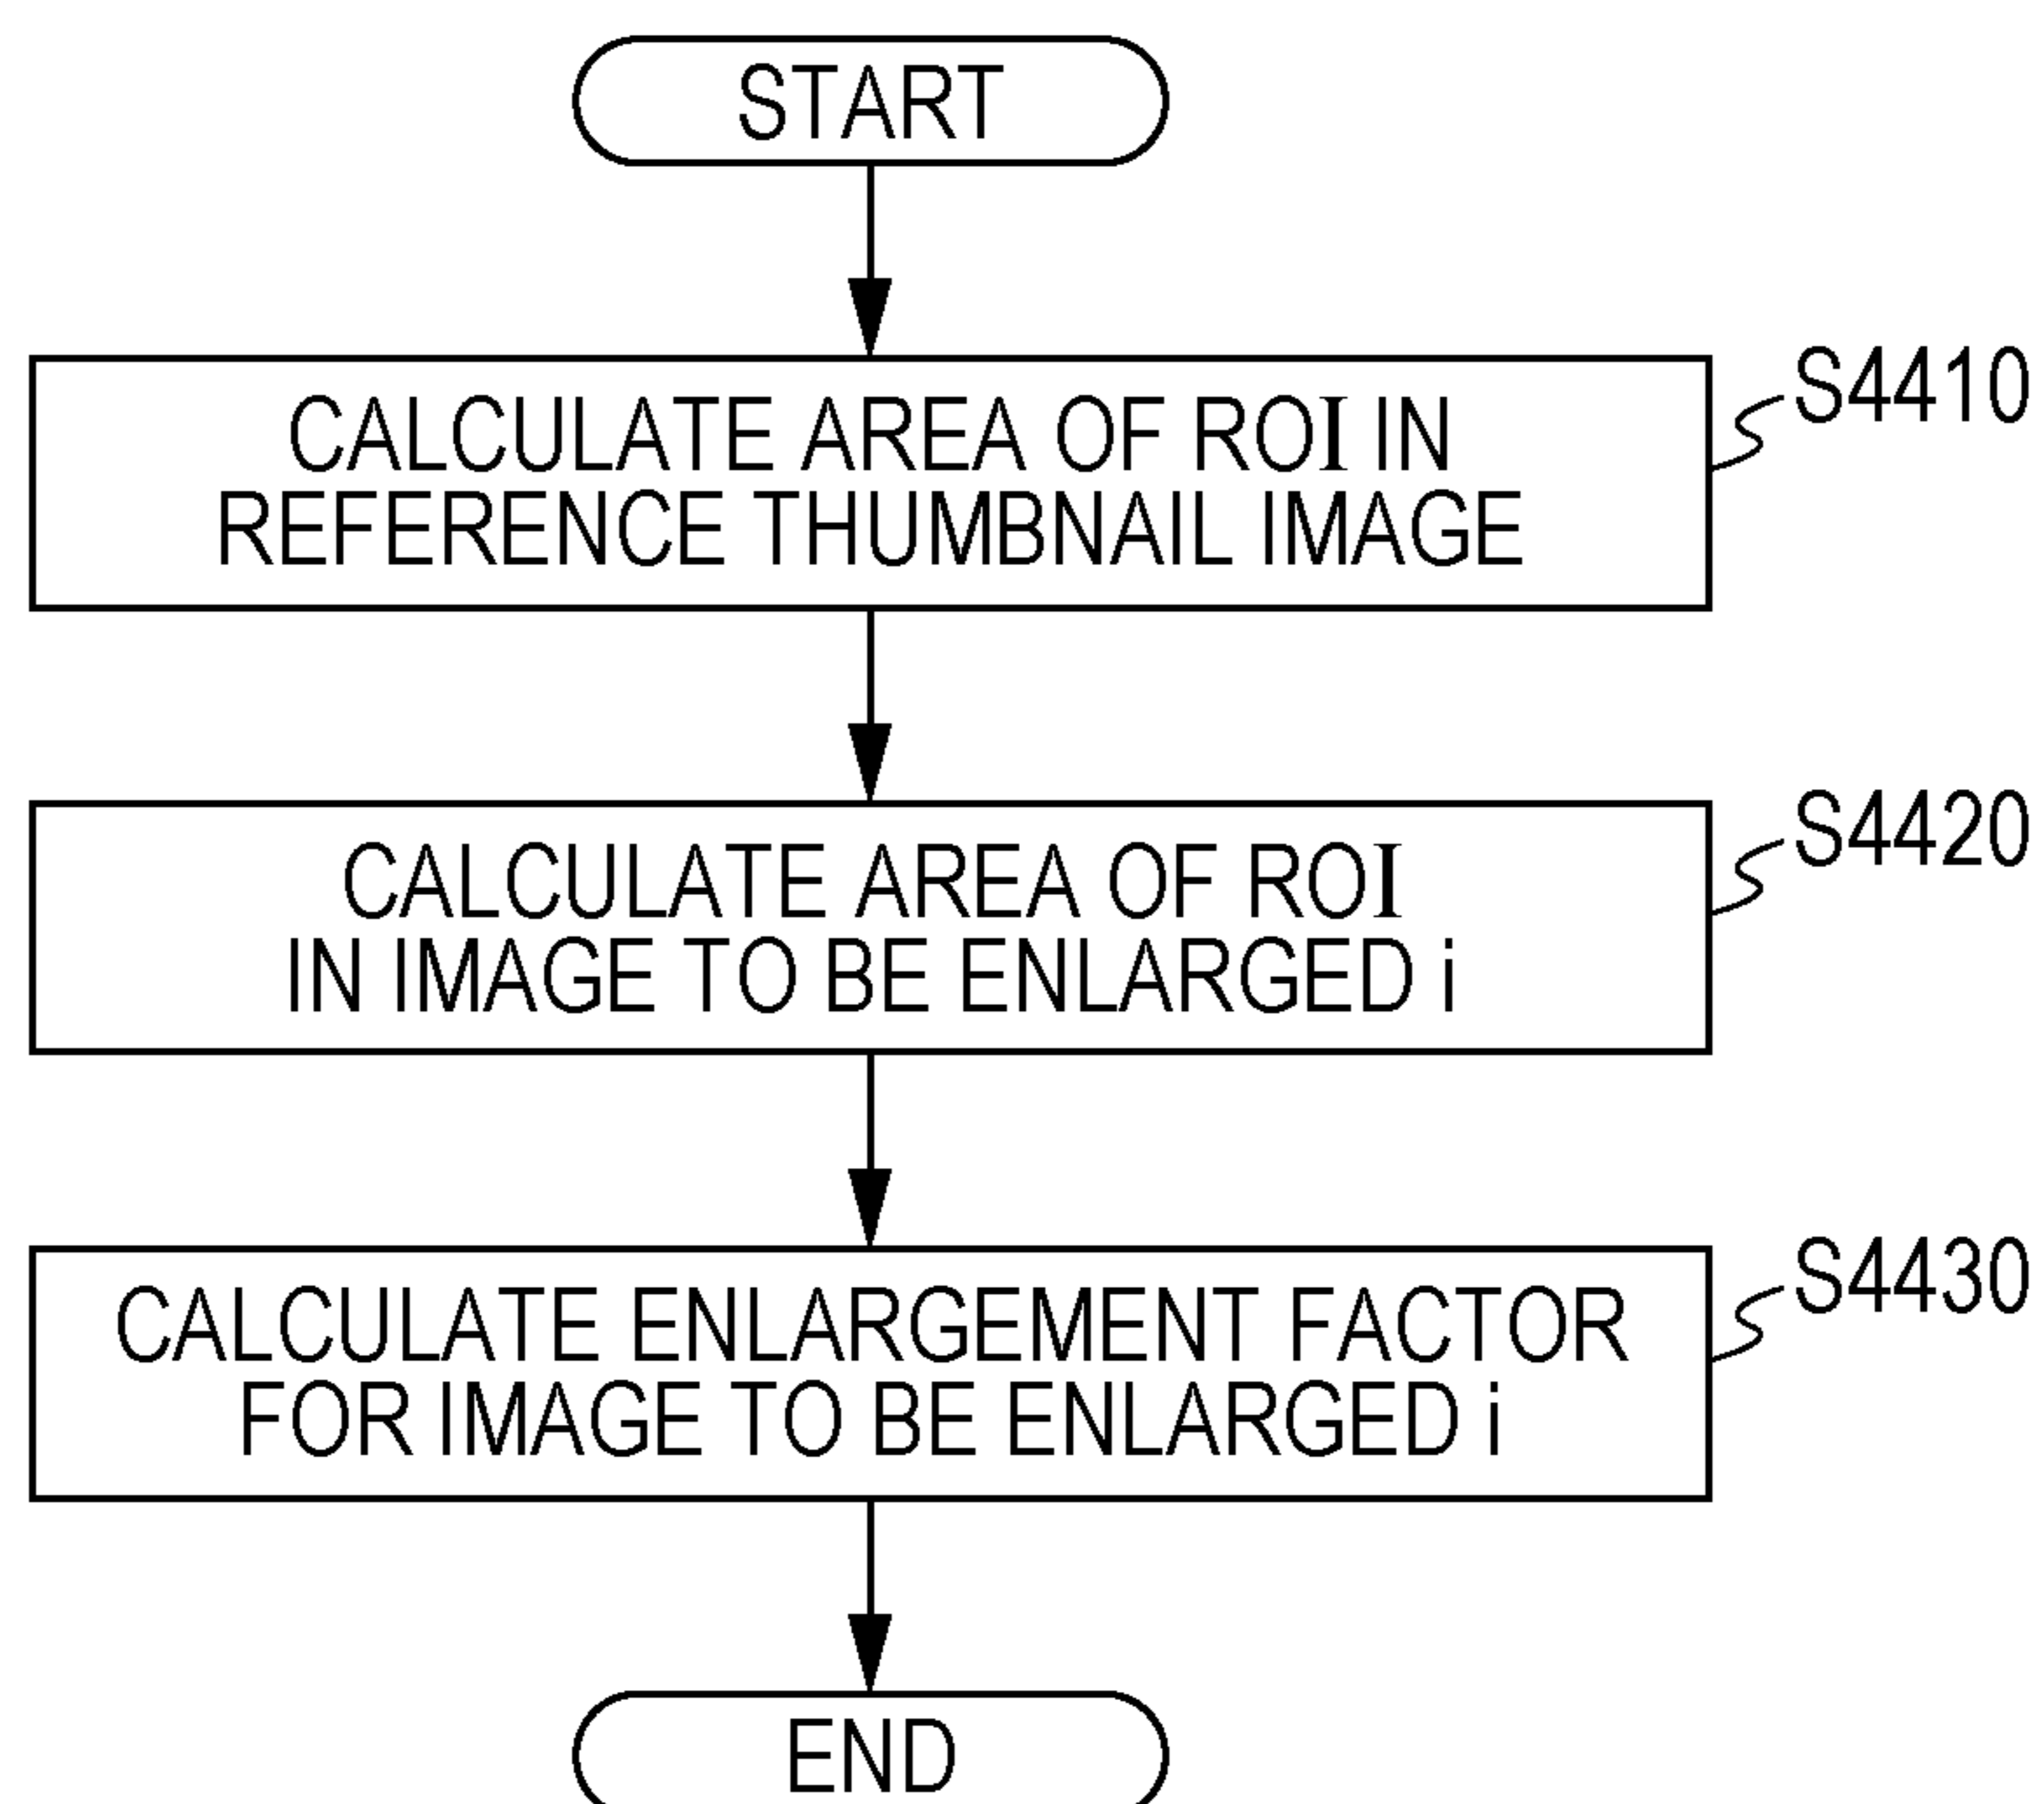 START
CALCULATE AREA OF ROI IN
REFERENCE THUMBNAIL IMAGE
S4410
CALCULATE AREA OF ROI
IN IMAGE TO BE ENLARGED i
S4420
CALCULATE ENLARGEMENT FACTOR
FOR IMAGE TO BE ENLARGED i
S4430
END